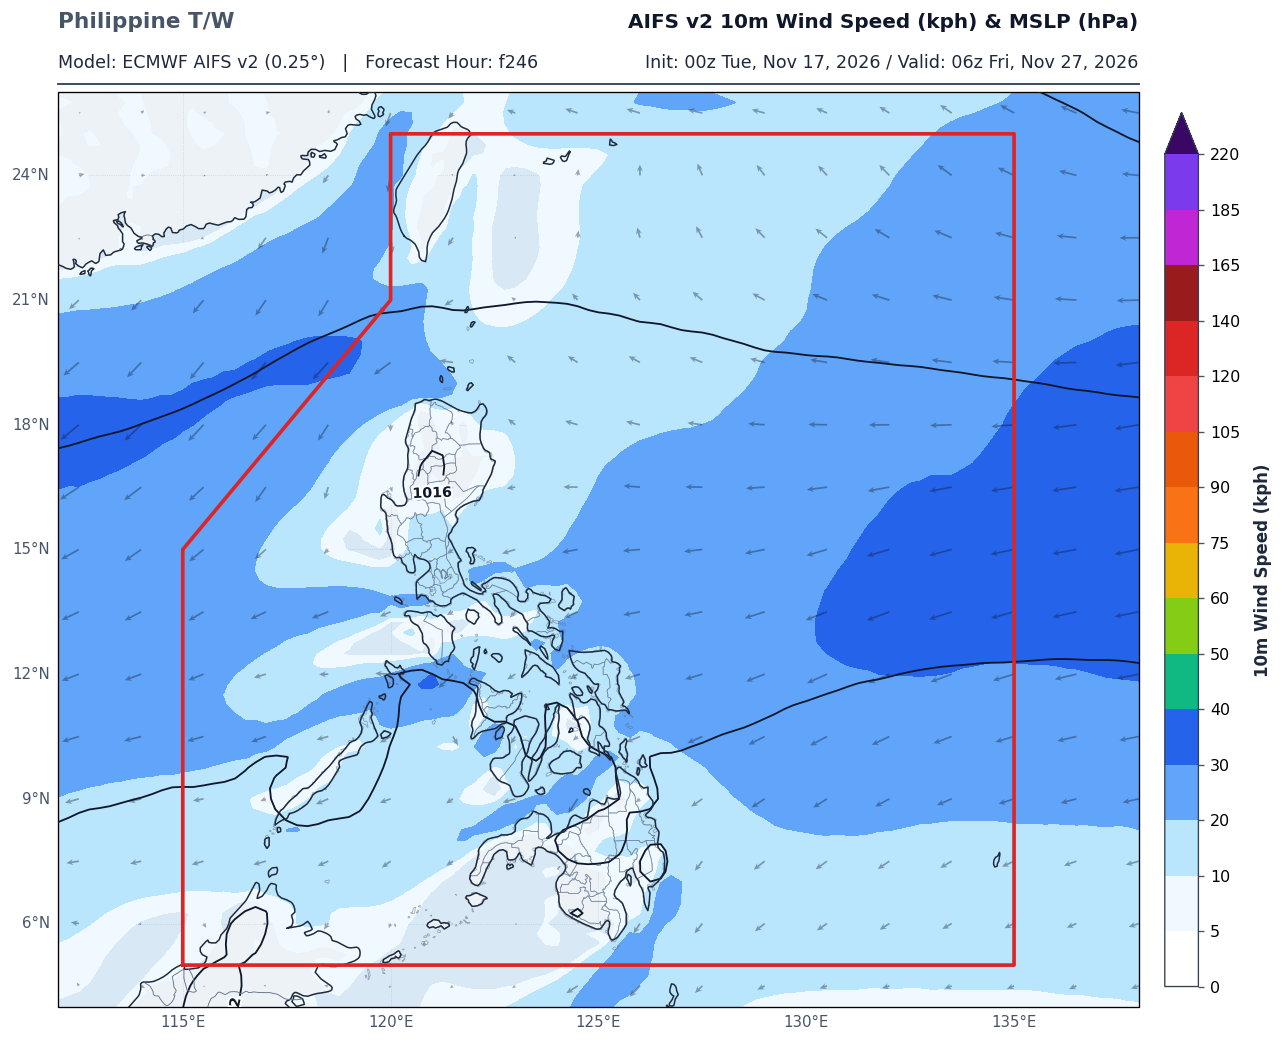 Philippine T/W
AIFS v2 10m Wind Speed (kph) & MSLP (hPa)
Model: ECMWF AIFS v2 (0.25°)   |   Forecast Hour: f246
Init: 00z Tue, Nov 17, 2026 / Valid: 06z Fri, Nov 27, 2026
24°N
21°N
18°N
15°N
12°N
9°N
6°N
1016
2
115°E
120°E
125°E
130°E
135°E
220
185
165
140
120
105
90
75
60
50
40
30
20
10
5
0
10m Wind Speed (kph)